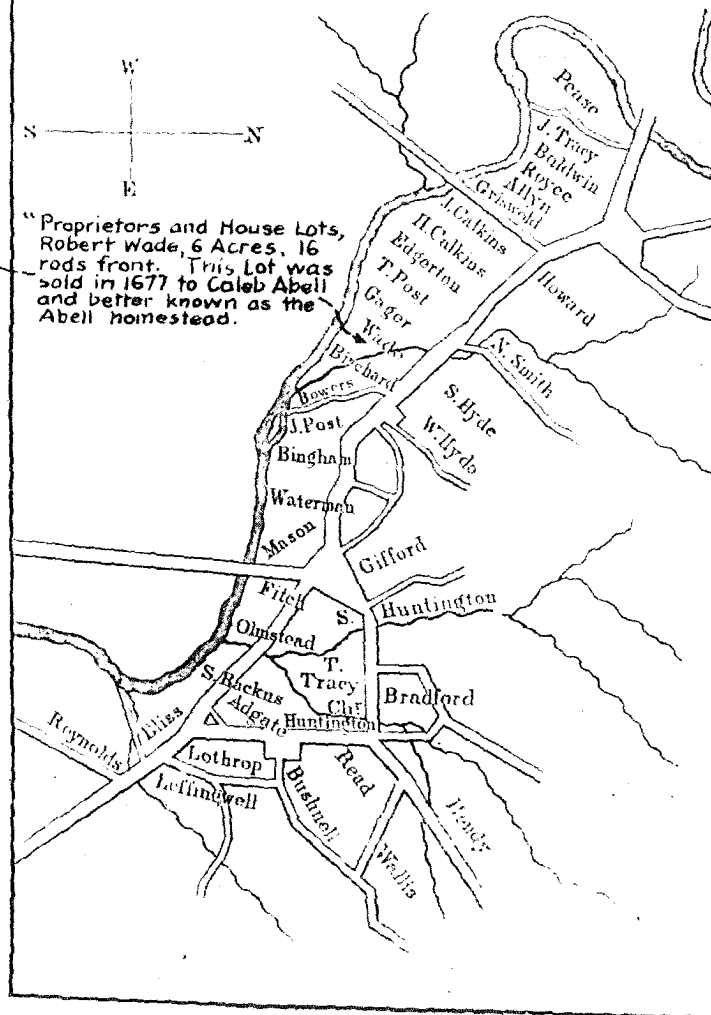 W
S N
E
"Proprietors and House Lots,
Robert Wade, 6 Acres, 16
rods front. This Lot was
sold in 1677 to Caleb Abell
and better known as the
Abell homestead.
Pease
J. Tracy
Baldwin
Royce
Allyn
Griswold
I. Calkins
H. Calkins
Edgerton
T. Post
Gager
Wade
Birchard
Bowers
J. Post
Bingham
Waterman
Mason
Howard
N. Smith
S. Hyde
W. Hyde
Gifford
Fitch
S. Huntington
Olmstead
T.
Tracy
Chr.
Huntington
Bradford
S. Backus
Adgate
Bliss
Reynolds
Lothrop
Leffingwell
Bushnell
Read
Hendy
Wallis